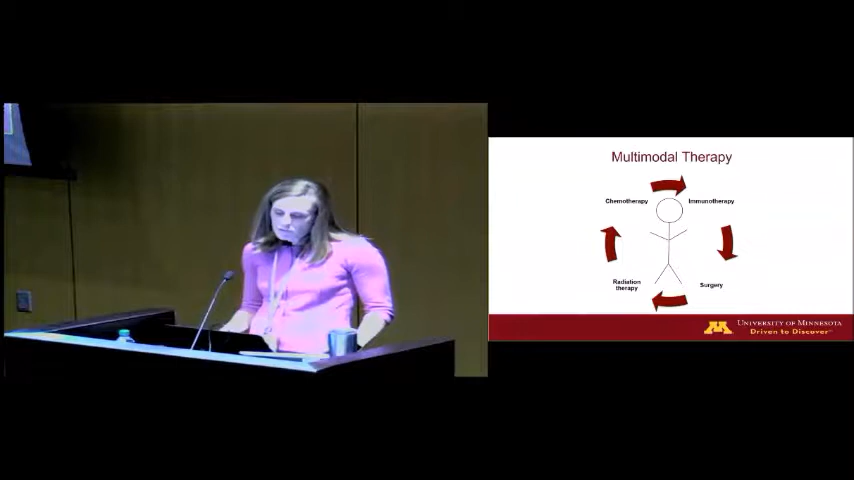 Multimodal Therapy
Chemotherapy
Immunotherapy
Radiation
therapy
Surgery
M
UNIVERSITY OF MINNESOTA
Driven to Discover